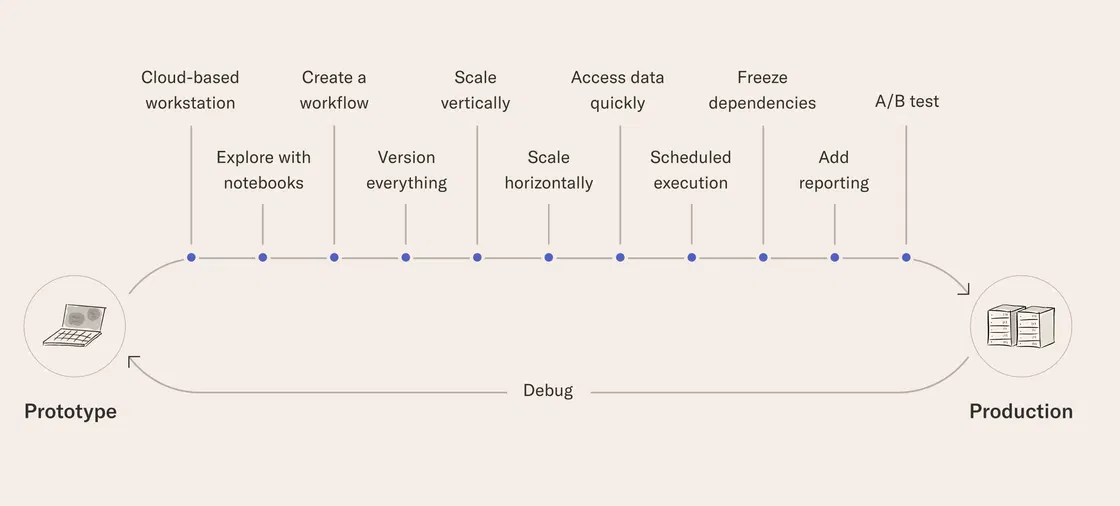 Cloud-based
workstation
Explore with
notebooks
Create a
workflow
Version
everything
Scale
vertically
Scale
horizontally
Access data
quickly
Scheduled
execution
Freeze
dependencies
Add
reporting
A/B test
Prototype
Debug
Production